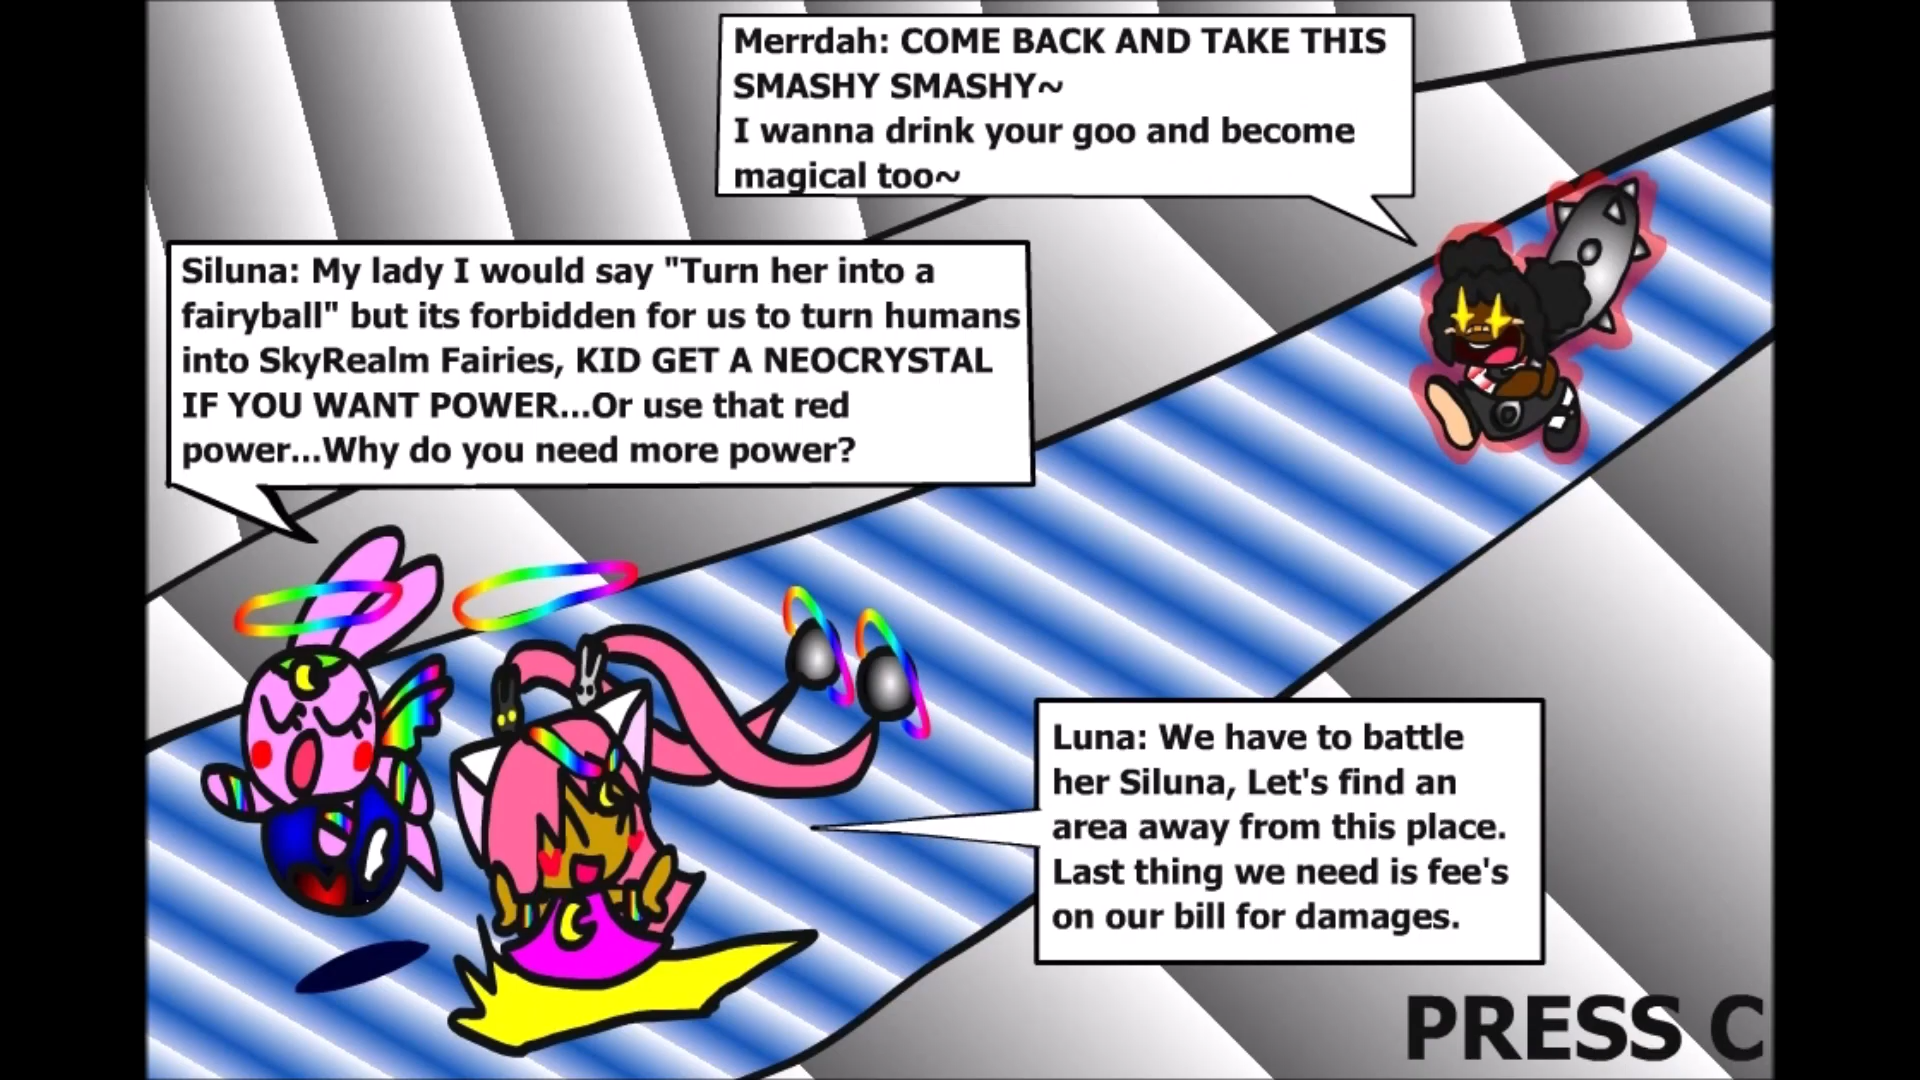 Merrdah: COME BACK AND TAKE THIS
SMASHY SMASHY~
I wanna drink your goo and become
magical too~
Siluna: My lady I would say "Turn her into a
fairyball" but its forbidden for us to turn humans
into SkyRealm Fairies, KID GET A NEOCRYSTAL
IF YOU WANT POWER...Or use that red
power...Why do you need more power?
Luna: We have to battle
her Siluna, Let's find an
area away from this place.
Last thing we need is fee's
on our bill for damages.
PRESS C